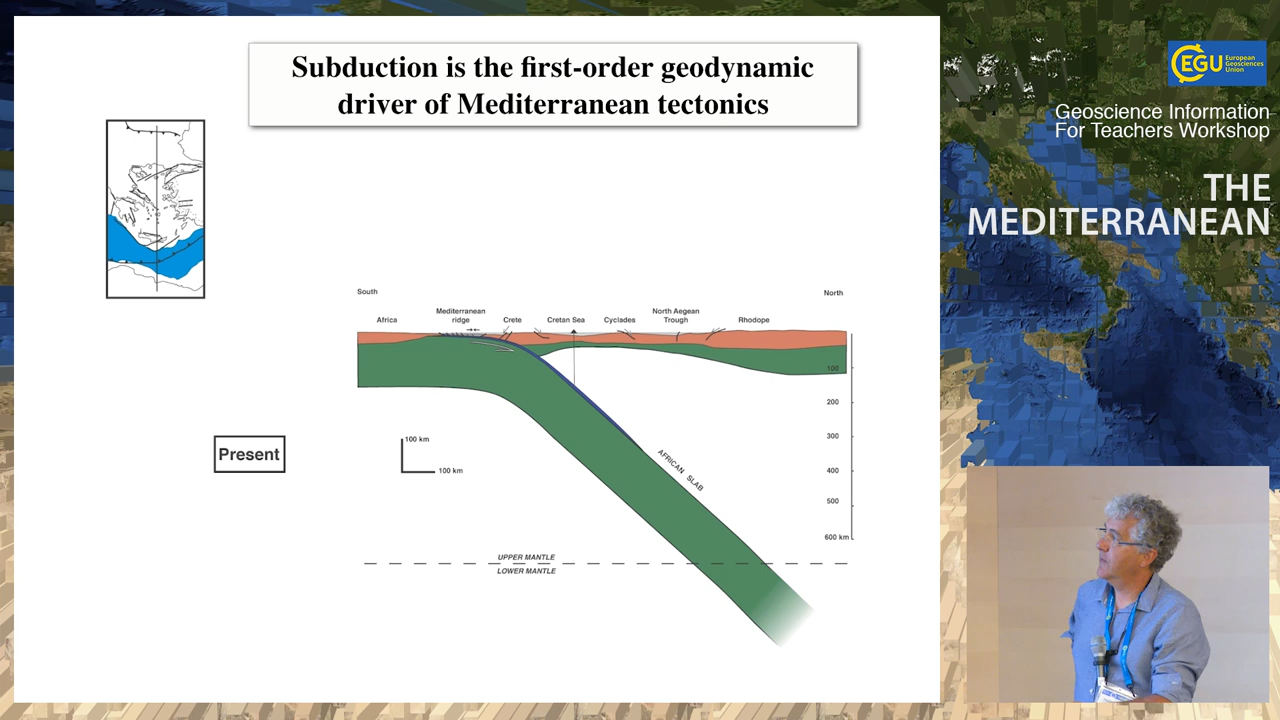 Subduction is the first-order geodynamic
driver of Mediterranean tectonics
EGU European
Geosciences
Union
Geoscience Information
For Teachers Workshop
THE
MEDITERRANEAN
South
North
Mediterranean
ridge
North Aegean
Trough
Africa
Crete
Cretan Sea
Cyclades
Rhodope
100
200
300
400
500
600 km
100 km
100 km
Present
AFRICAN SLAB
UPPER MANTLE
LOWER MANTLE